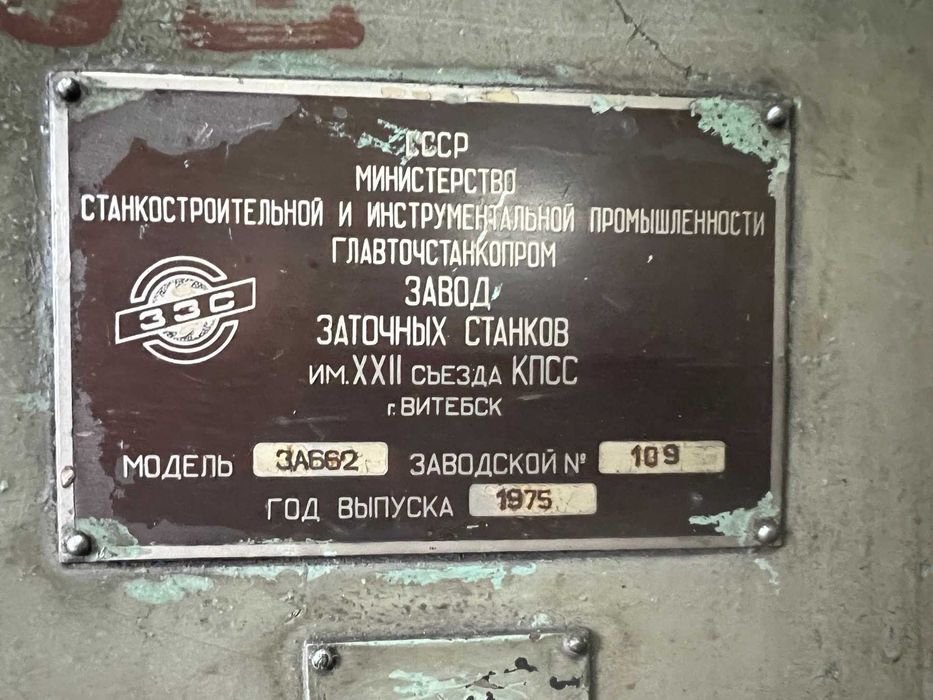 СССР
МИНИСТЕРСТВО
СТАНКОСТРОИТЕЛЬНОЙ И ИНСТРУМЕНТАЛЬНОЙ ПРОМЫШЛЕННОСТИ
ГЛАВТОЧСТАНКОПРОМ
ЗАВОД
ЗАТОЧНЫХ СТАНКОВ
ИМ. XXII СЪЕЗДА КПСС
г. ВИТЕБСК
ЗЗС
МОДЕЛЬ 3А662 ЗАВОДСКОЙ № 109
ГОД ВЫПУСКА 1975